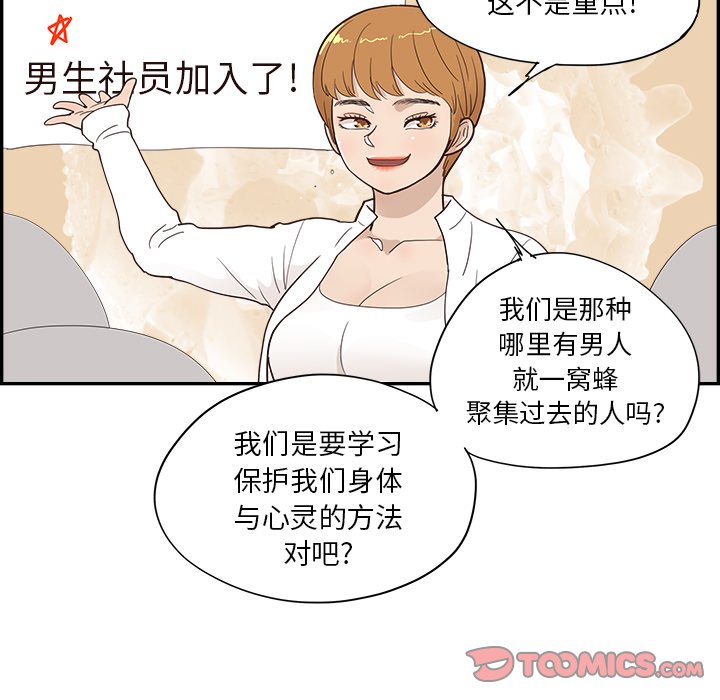 这不是重点!
男生社员加入了!
我们是那种
哪里有男人
就一窝蜂
聚集过去的人吗?
我们是要学习
保护我们身体
与心灵的方法
对吧?
TOOMICS.COM